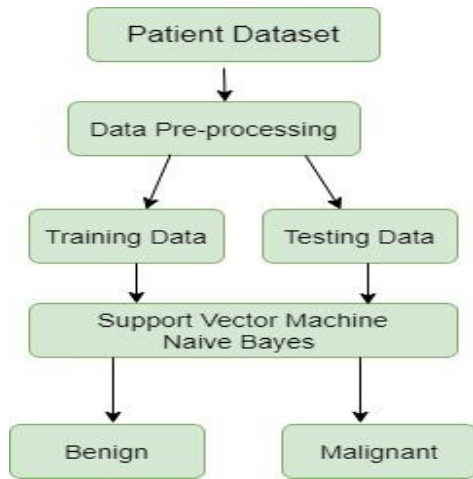 Patient Dataset
Data Pre-processing
Training Data
Testing Data
Support Vector Machine
Naive Bayes
Benign
Malignant